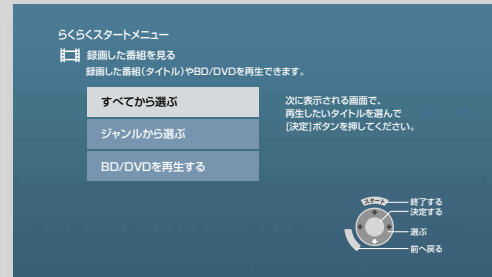 らくらくスタートメニュー
録画した番組を見る
録画した番組(タイトル)やBD/DVDを再生できます。
すべてから選ぶ
次に表示される画面で、
再生したいタイトルを選んで
[決定]ボタンを押してください。
ジャンルから選ぶ
BD/DVDを再生する
スタート
終了する
決定する
選ぶ
前へ戻る